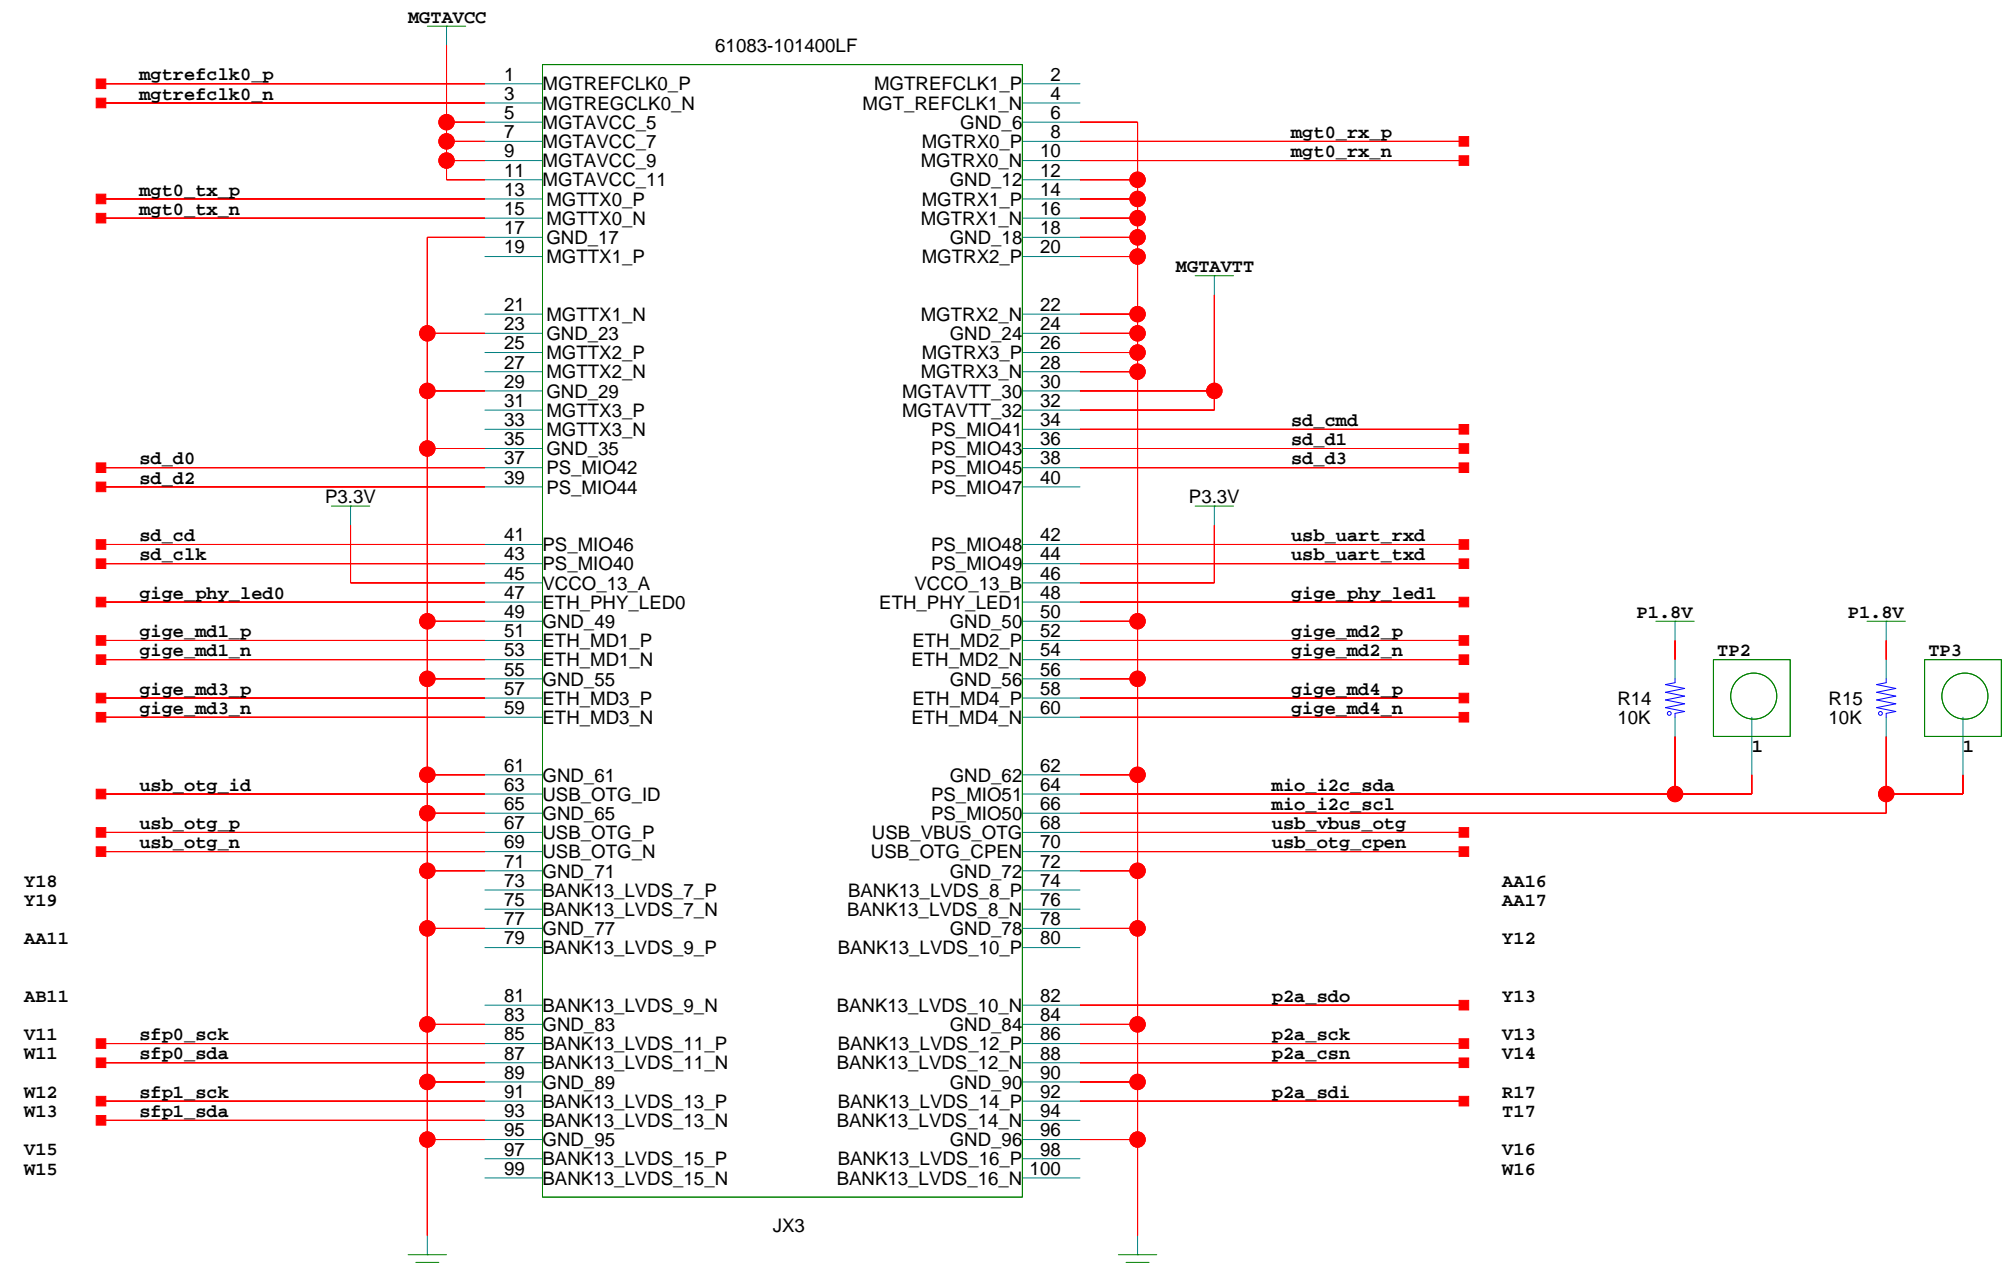 MGTAVCC
61083-101400LF
mgtrefclk0_p 1 MGTREFCLK0_P MGTREFCLK1_P 2
mgtrefclk0_n 3 MGTREGCLK0_N MGT_REFCLK1_N 4
5 MGTAVCC_5 GND_6 6
7 MGTAVCC_7 MGTRX0_P 8 mgt0_rx_p
9 MGTAVCC_9 MGTRX0_N 10 mgt0_rx_n
11 MGTAVCC_11 GND_12 12
mgt0_tx_p 13 MGTTX0_P MGTRX1_P 14
mgt0_tx_n 15 MGTTX0_N MGTRX1_N 16
17 GND_17 GND_18 18
19 MGTTX1_P MGTRX2_P 20
MGTAVTT
21 MGTTX1_N MGTRX2_N 22
23 GND_23 GND_24 24
25 MGTTX2_P MGTRX3_P 26
27 MGTTX2_N MGTRX3_N 28
29 GND_29 MGTAVTT_30 30
31 MGTTX3_P MGTAVTT_32 32
33 MGTTX3_N PS_MIO41 34 sd_cmd
35 GND_35 PS_MIO43 36 sd_d1
sd_d0 37 PS_MIO42 PS_MIO45 38 sd_d3
sd_d2 39 PS_MIO44 PS_MIO47 40
P3.3V P3.3V
sd_cd 41 PS_MIO46 PS_MIO48 42 usb_uart_rxd
sd_clk 43 PS_MIO40 PS_MIO49 44 usb_uart_txd
45 VCCO_13_A VCCO_13_B 46
gige_phy_led0 47 ETH_PHY_LED0 ETH_PHY_LED1 48 gige_phy_led1
49 GND_49 GND_50 50 P1.8V P1.8V
gige_md1_p 51 ETH_MD1_P ETH_MD2_P 52 gige_md2_p
gige_md1_n 53 ETH_MD1_N ETH_MD2_N 54 gige_md2_n TP2 TP3
55 GND_55 GND_56 56
gige_md3_p 57 ETH_MD3_P ETH_MD4_P 58 gige_md4_p R14 R15
gige_md3_n 59 ETH_MD3_N ETH_MD4_N 60 gige_md4_n 10K 10K
1 1
61 GND_61 GND_62 62
usb_otg_id 63 USB_OTG_ID PS_MIO51 64 mio_i2c_sda
65 GND_65 PS_MIO50 66 mio_i2c_scl
usb_otg_p 67 USB_OTG_P USB_VBUS_OTG 68 usb_vbus_otg
usb_otg_n 69 USB_OTG_N USB_OTG_CPEN 70 usb_otg_cpen
71 GND_71 GND_72 72
Y18 73 BANK13_LVDS_7_P BANK13_LVDS_8_P 74 AA16
Y19 75 BANK13_LVDS_7_N BANK13_LVDS_8_N 76 AA17
77 GND_77 GND_78 78
AA11 79 BANK13_LVDS_9_P BANK13_LVDS_10_P 80 Y12
AB11 81 BANK13_LVDS_9_N BANK13_LVDS_10_N 82 p2a_sdo Y13
83 GND_83 GND_84 84
V11 sfp0_sck 85 BANK13_LVDS_11_P BANK13_LVDS_12_P 86 p2a_sck V13
W11 sfp0_sda 87 BANK13_LVDS_11_N BANK13_LVDS_12_N 88 p2a_csn V14
89 GND_89 GND_90 90
W12 sfp1_sck 91 BANK13_LVDS_13_P BANK13_LVDS_14_P 92 p2a_sdi R17
W13 sfp1_sda 93 BANK13_LVDS_13_N BANK13_LVDS_14_N 94 T17
95 GND_95 GND_96 96
V15 97 BANK13_LVDS_15_P BANK13_LVDS_16_P 98 V16
W15 99 BANK13_LVDS_15_N BANK13_LVDS_16_N 100 W16
JX3